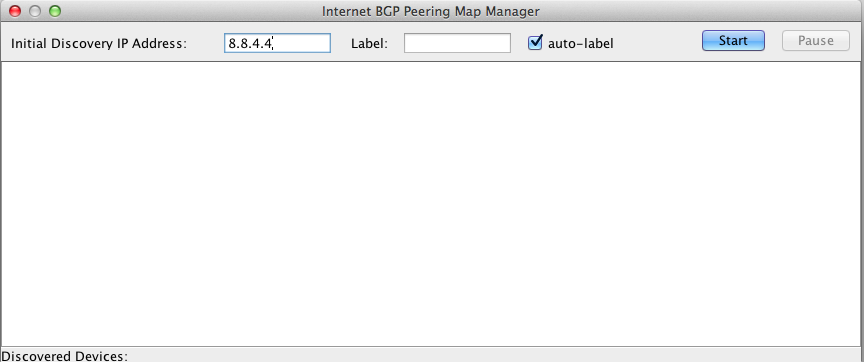 Internet BGP Peering Map Manager
Initial Discovery IP Address: 8.8.4.4 Label: auto-label Start Pause
Discovered Devices: